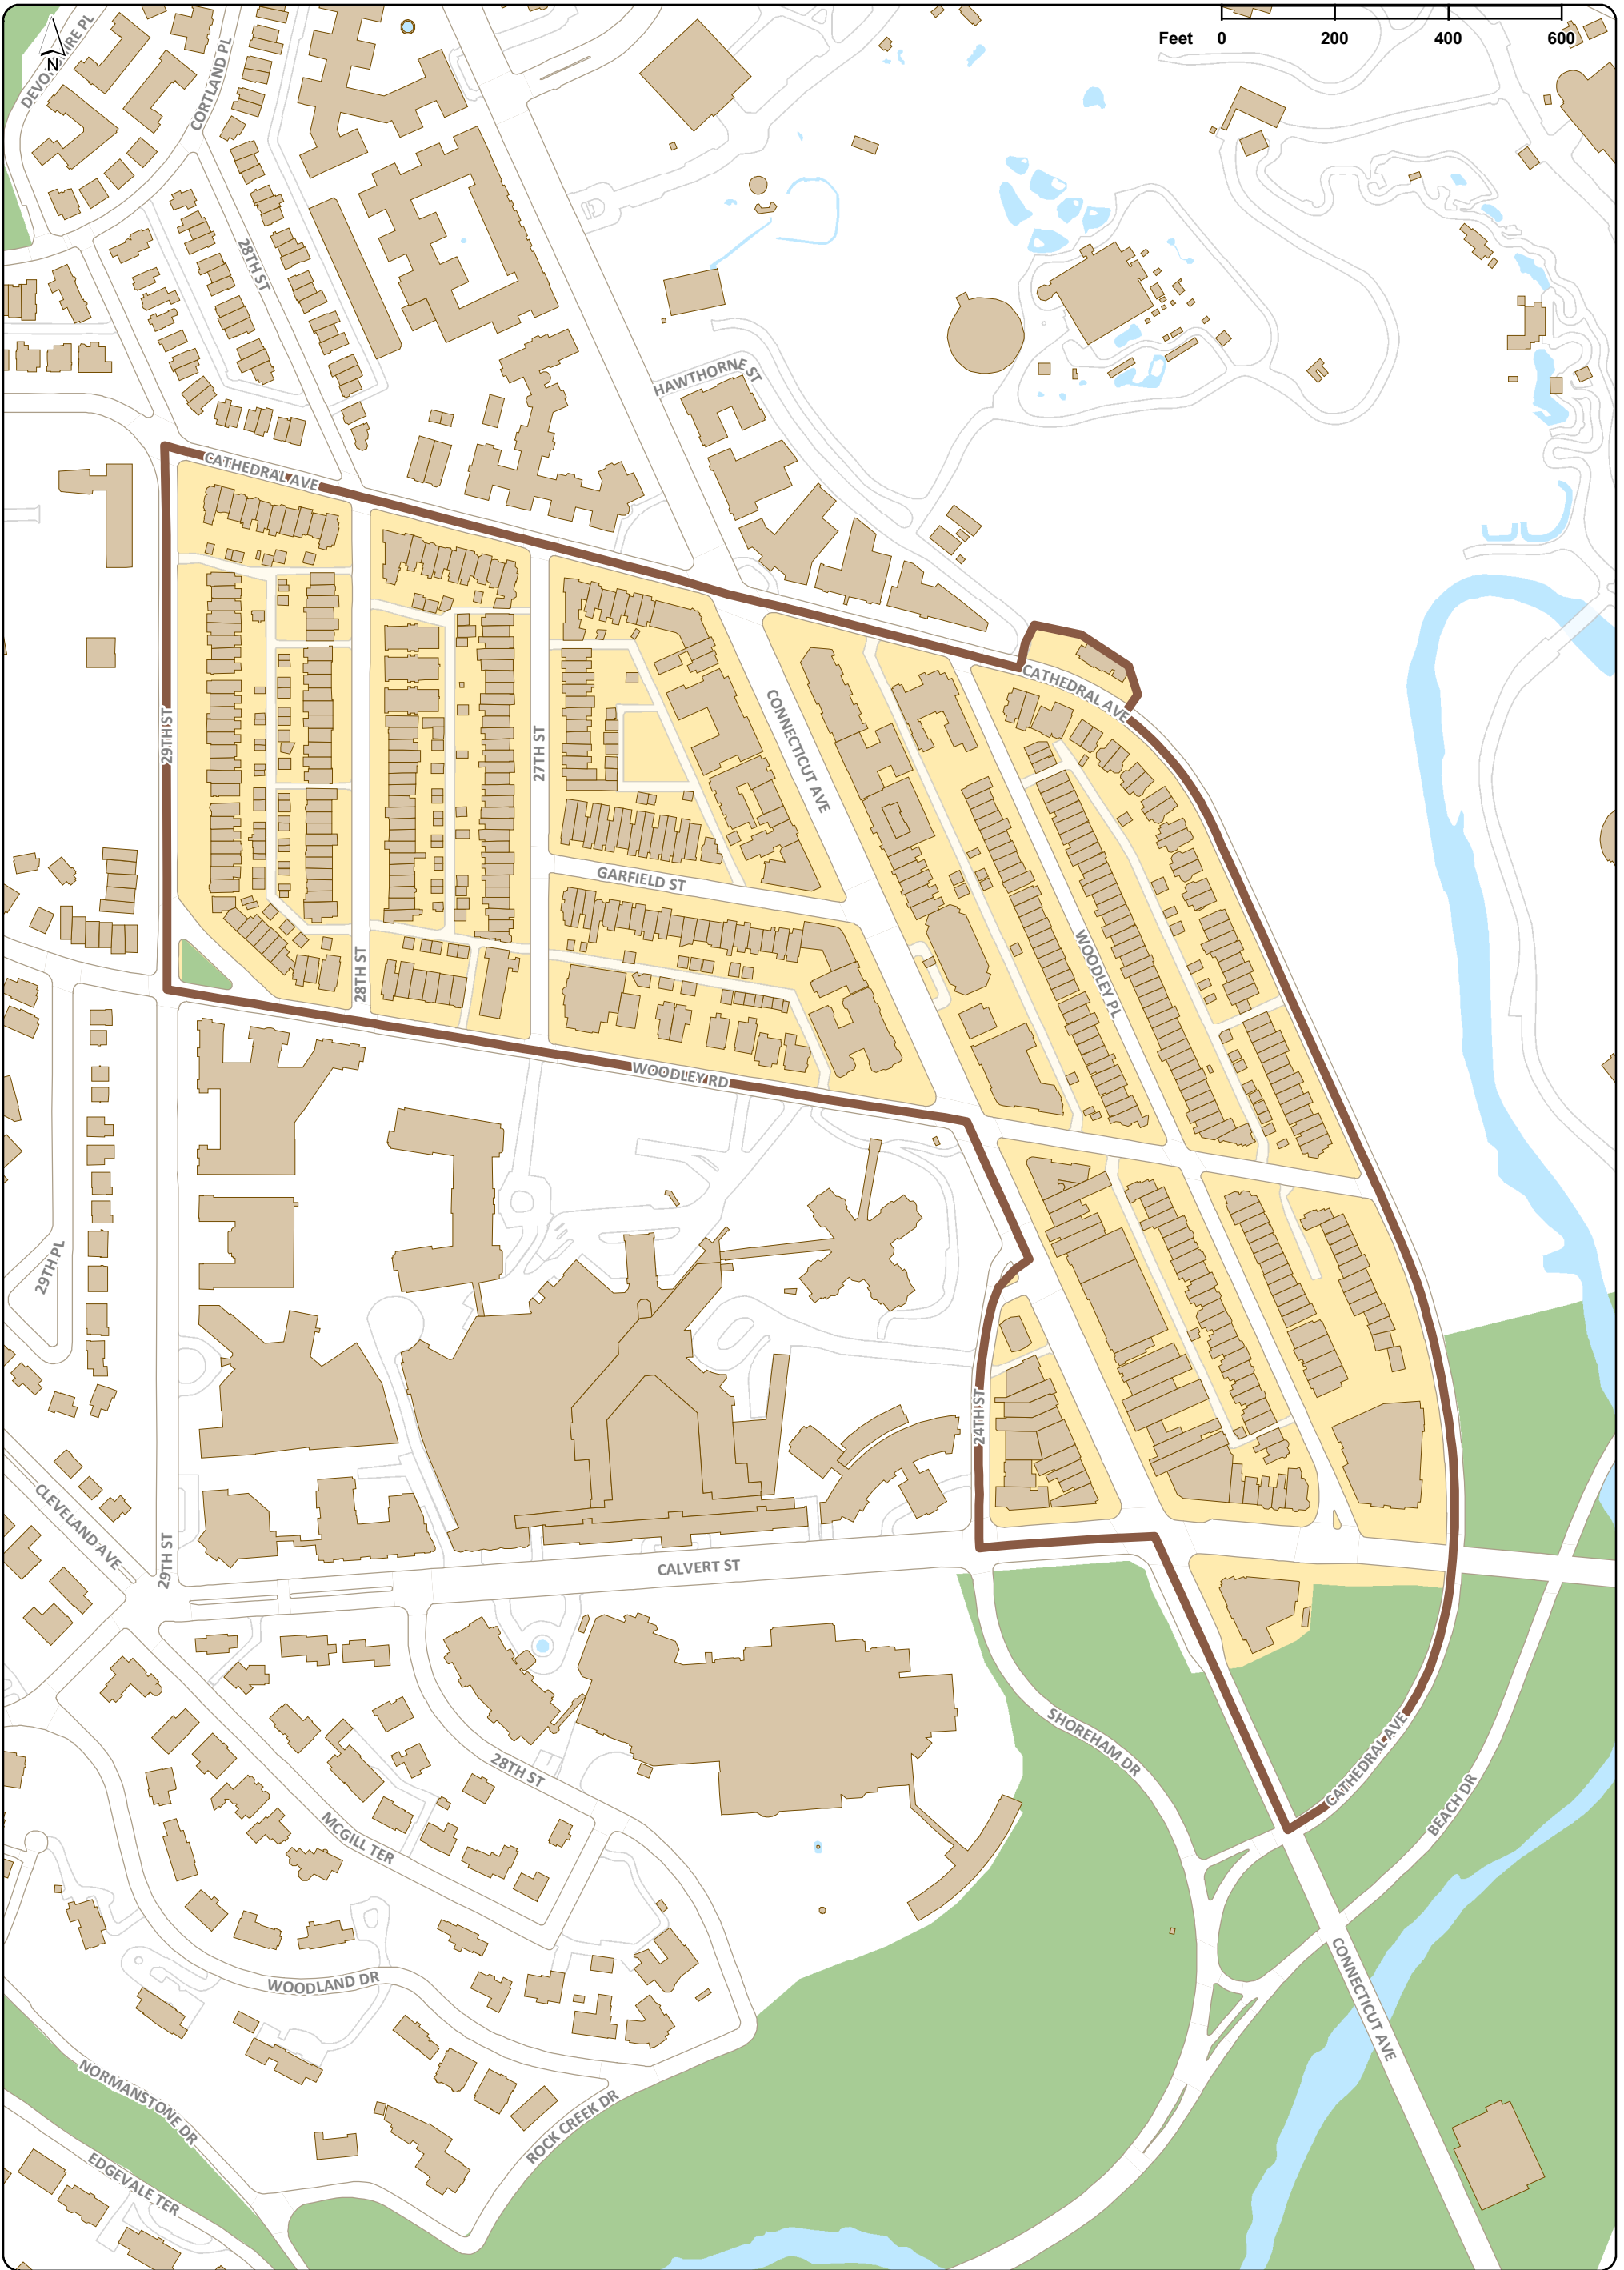 Feet 0 200 400 600
N
DEVONSHIRE PL
CORTLAND PL
28TH ST
HAWTHORNE ST
CATHEDRAL AVE
CATHEDRAL AVE
29TH ST
27TH ST
CONNECTICUT AVE
GARFIELD ST
28TH ST
WOODLEY PL
WOODLEY RD
29TH PL
24TH ST
CLEVELAND AVE
29TH ST
CALVERT ST
SHOREHAM DR
28TH ST
CATHEDRAL AVE
BEACH DR
MCGILL TER
WOODLAND DR
CONNECTICUT AVE
NORMANSTONE DR
ROCK CREEK DR
EDGEVALE TER